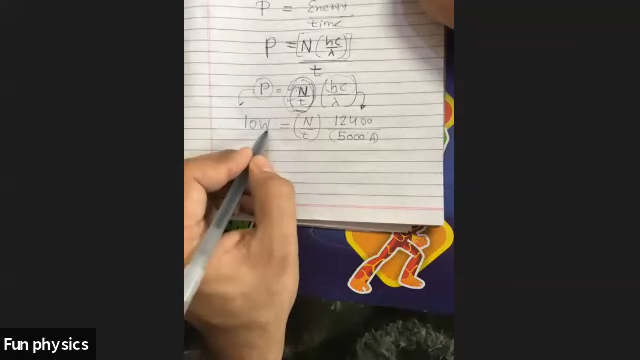 P = Energy
time
P = [N (hc
λ)]
t
P = (N
t) (hc
λ)
10W = (N
t) 12400
(5000 A)
Fun physics